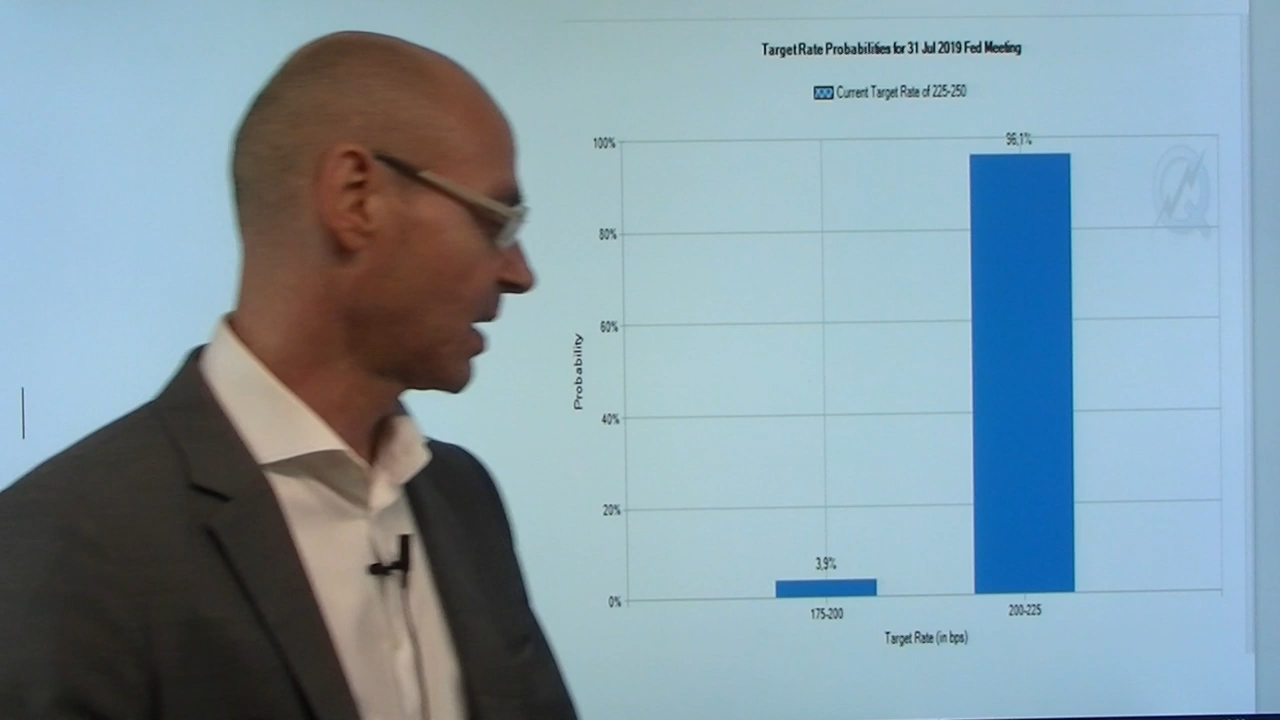 Target Rate Probabilities for 31 Jul 2019 Fed Meeting
Current Target Rate of 225-250
96,1%
100%
80%
60%
40%
20%
0%
Probability
3,9%
175-200
200-225
Target Rate (in bps)